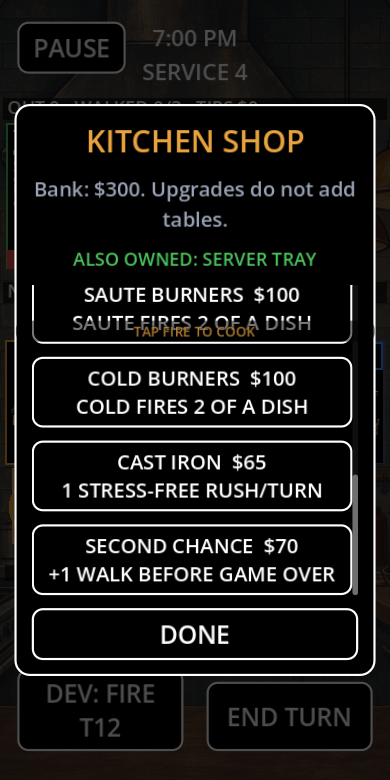 PAUSE
7:00 PM
SERVICE 4
KITCHEN SHOP
Bank: $300. Upgrades do not add
tables.
ALSO OWNED: SERVER TRAY
SAUTE BURNERS $100
SAUTE FIRES 2 OF A DISH
TAP FIRE TO COOK
COLD BURNERS $100
COLD FIRES 2 OF A DISH
CAST IRON $65
1 STRESS-FREE RUSH/TURN
SECOND CHANCE $70
+1 WALK BEFORE GAME OVER
DONE
DEV: FIRE
T12
END TURN